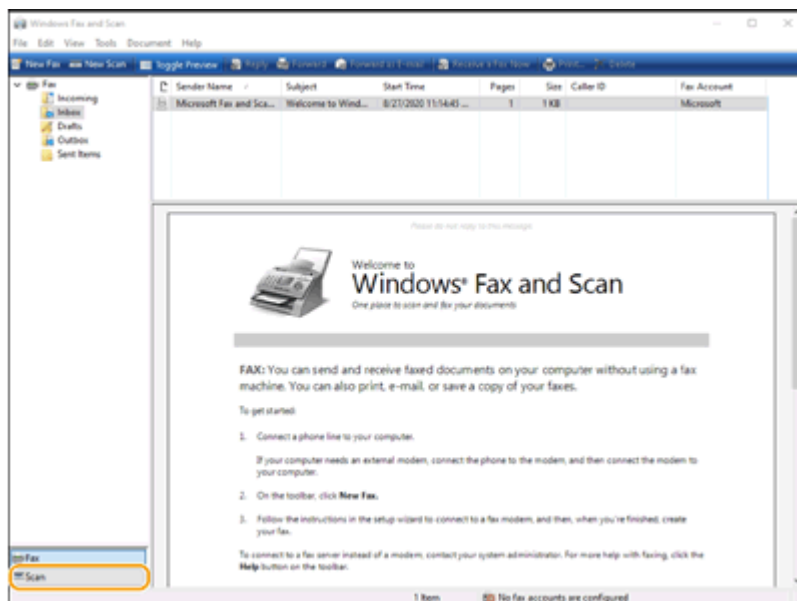 Windows Fax and Scan
File Edit View Tools Document Help
New Fax New Scan Toggle Preview Reply Forward Forward to E-mail Receive a Fax Now Print... Delete
Fax
Incoming
Inbox
Drafts
Outbox
Sent Items
Sender Name Subject Start Time Pages Size Caller ID Fax Account
Microsoft Fax and Sca... Welcome to Wind... 8/27/2020 11:14:45 ... 1 1 KB Microsoft
Please do not reply to this message
Welcome to
Windows® Fax and Scan
One place to scan and fax your documents
FAX: You can send and receive faxed documents on your computer without using a fax
machine. You can also print, e-mail, or save a copy of your faxes.
To get started:
1. Connect a phone line to your computer.
If your computer needs an external modem, connect the phone to the modem, and then connect the modem to
your computer.
2. On the toolbar, click New Fax.
3. Follow the instructions in the setup wizard to connect to a fax modem, and then, when you're finished, create
your fax.
To connect to a fax server instead of a modem, contact your system administrator. For more help with faxing, click the
Help button on the toolbar.
Fax
Scan
1 Item No fax accounts are configured